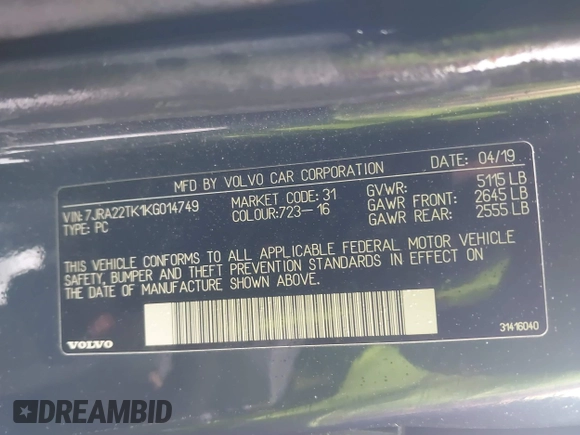 MFD BY VOLVO CAR CORPORATION DATE: 04/19
VIN:7JRA22TK1KG014749 MARKET CODE: 31 GVWR: 5115 LB
TYPE: PC COLOUR:723-16 GAWR FRONT: 2645 LB
GAWR REAR: 2555 LB
THIS VEHICLE CONFORMS TO ALL APPLICABLE FEDERAL MOTOR VEHICLE
SAFETY, BUMPER AND THEFT PREVENTION STANDARDS IN EFFECT ON
THE DATE OF MANUFACTURE SHOWN ABOVE.
VOLVO 31416040
DREAMBID